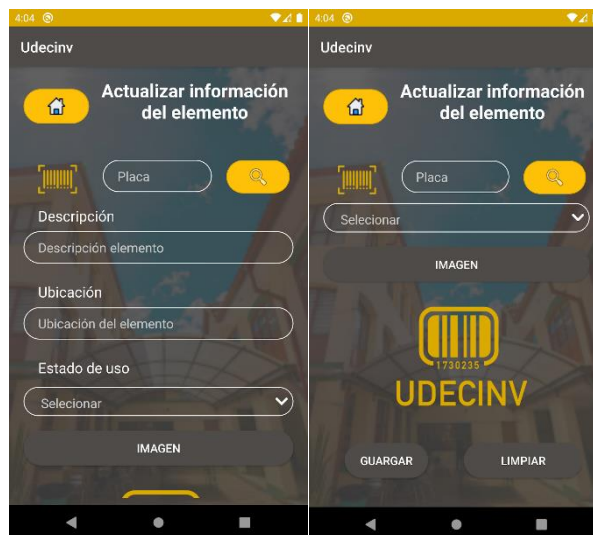 4:04
Udecinv
Actualizar información
del elemento
Placa
Descripción
Descripción elemento
Ubicación
Ubicación del elemento
Estado de uso
Selecionar
IMAGEN
4:04
Udecinv
Actualizar información
del elemento
Placa
Selecionar
IMAGEN
1730235
UDECINV
GUARGAR
LIMPIAR